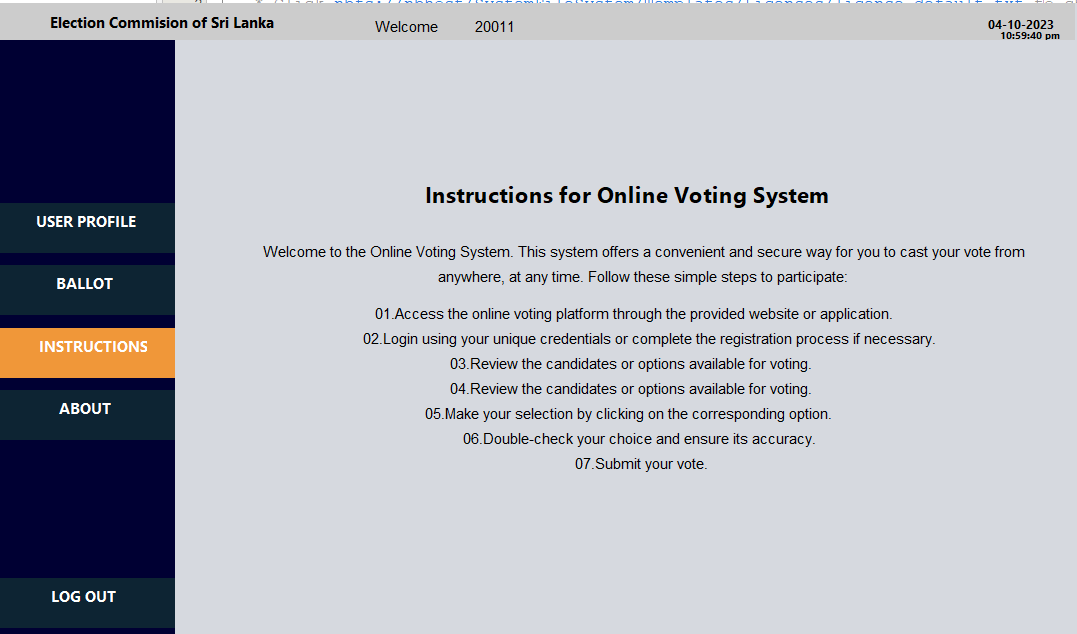 Election Commision of Sri Lanka
Welcome 20011
04-10-2023
10:59:40 pm
USER PROFILE
BALLOT
INSTRUCTIONS
ABOUT
LOG OUT
Instructions for Online Voting System
Welcome to the Online Voting System. This system offers a convenient and secure way for you to cast your vote from
anywhere, at any time. Follow these simple steps to participate:
01.Access the online voting platform through the provided website or application.
02.Login using your unique credentials or complete the registration process if necessary.
03.Review the candidates or options available for voting.
04.Review the candidates or options available for voting.
05.Make your selection by clicking on the corresponding option.
06.Double-check your choice and ensure its accuracy.
07.Submit your vote.